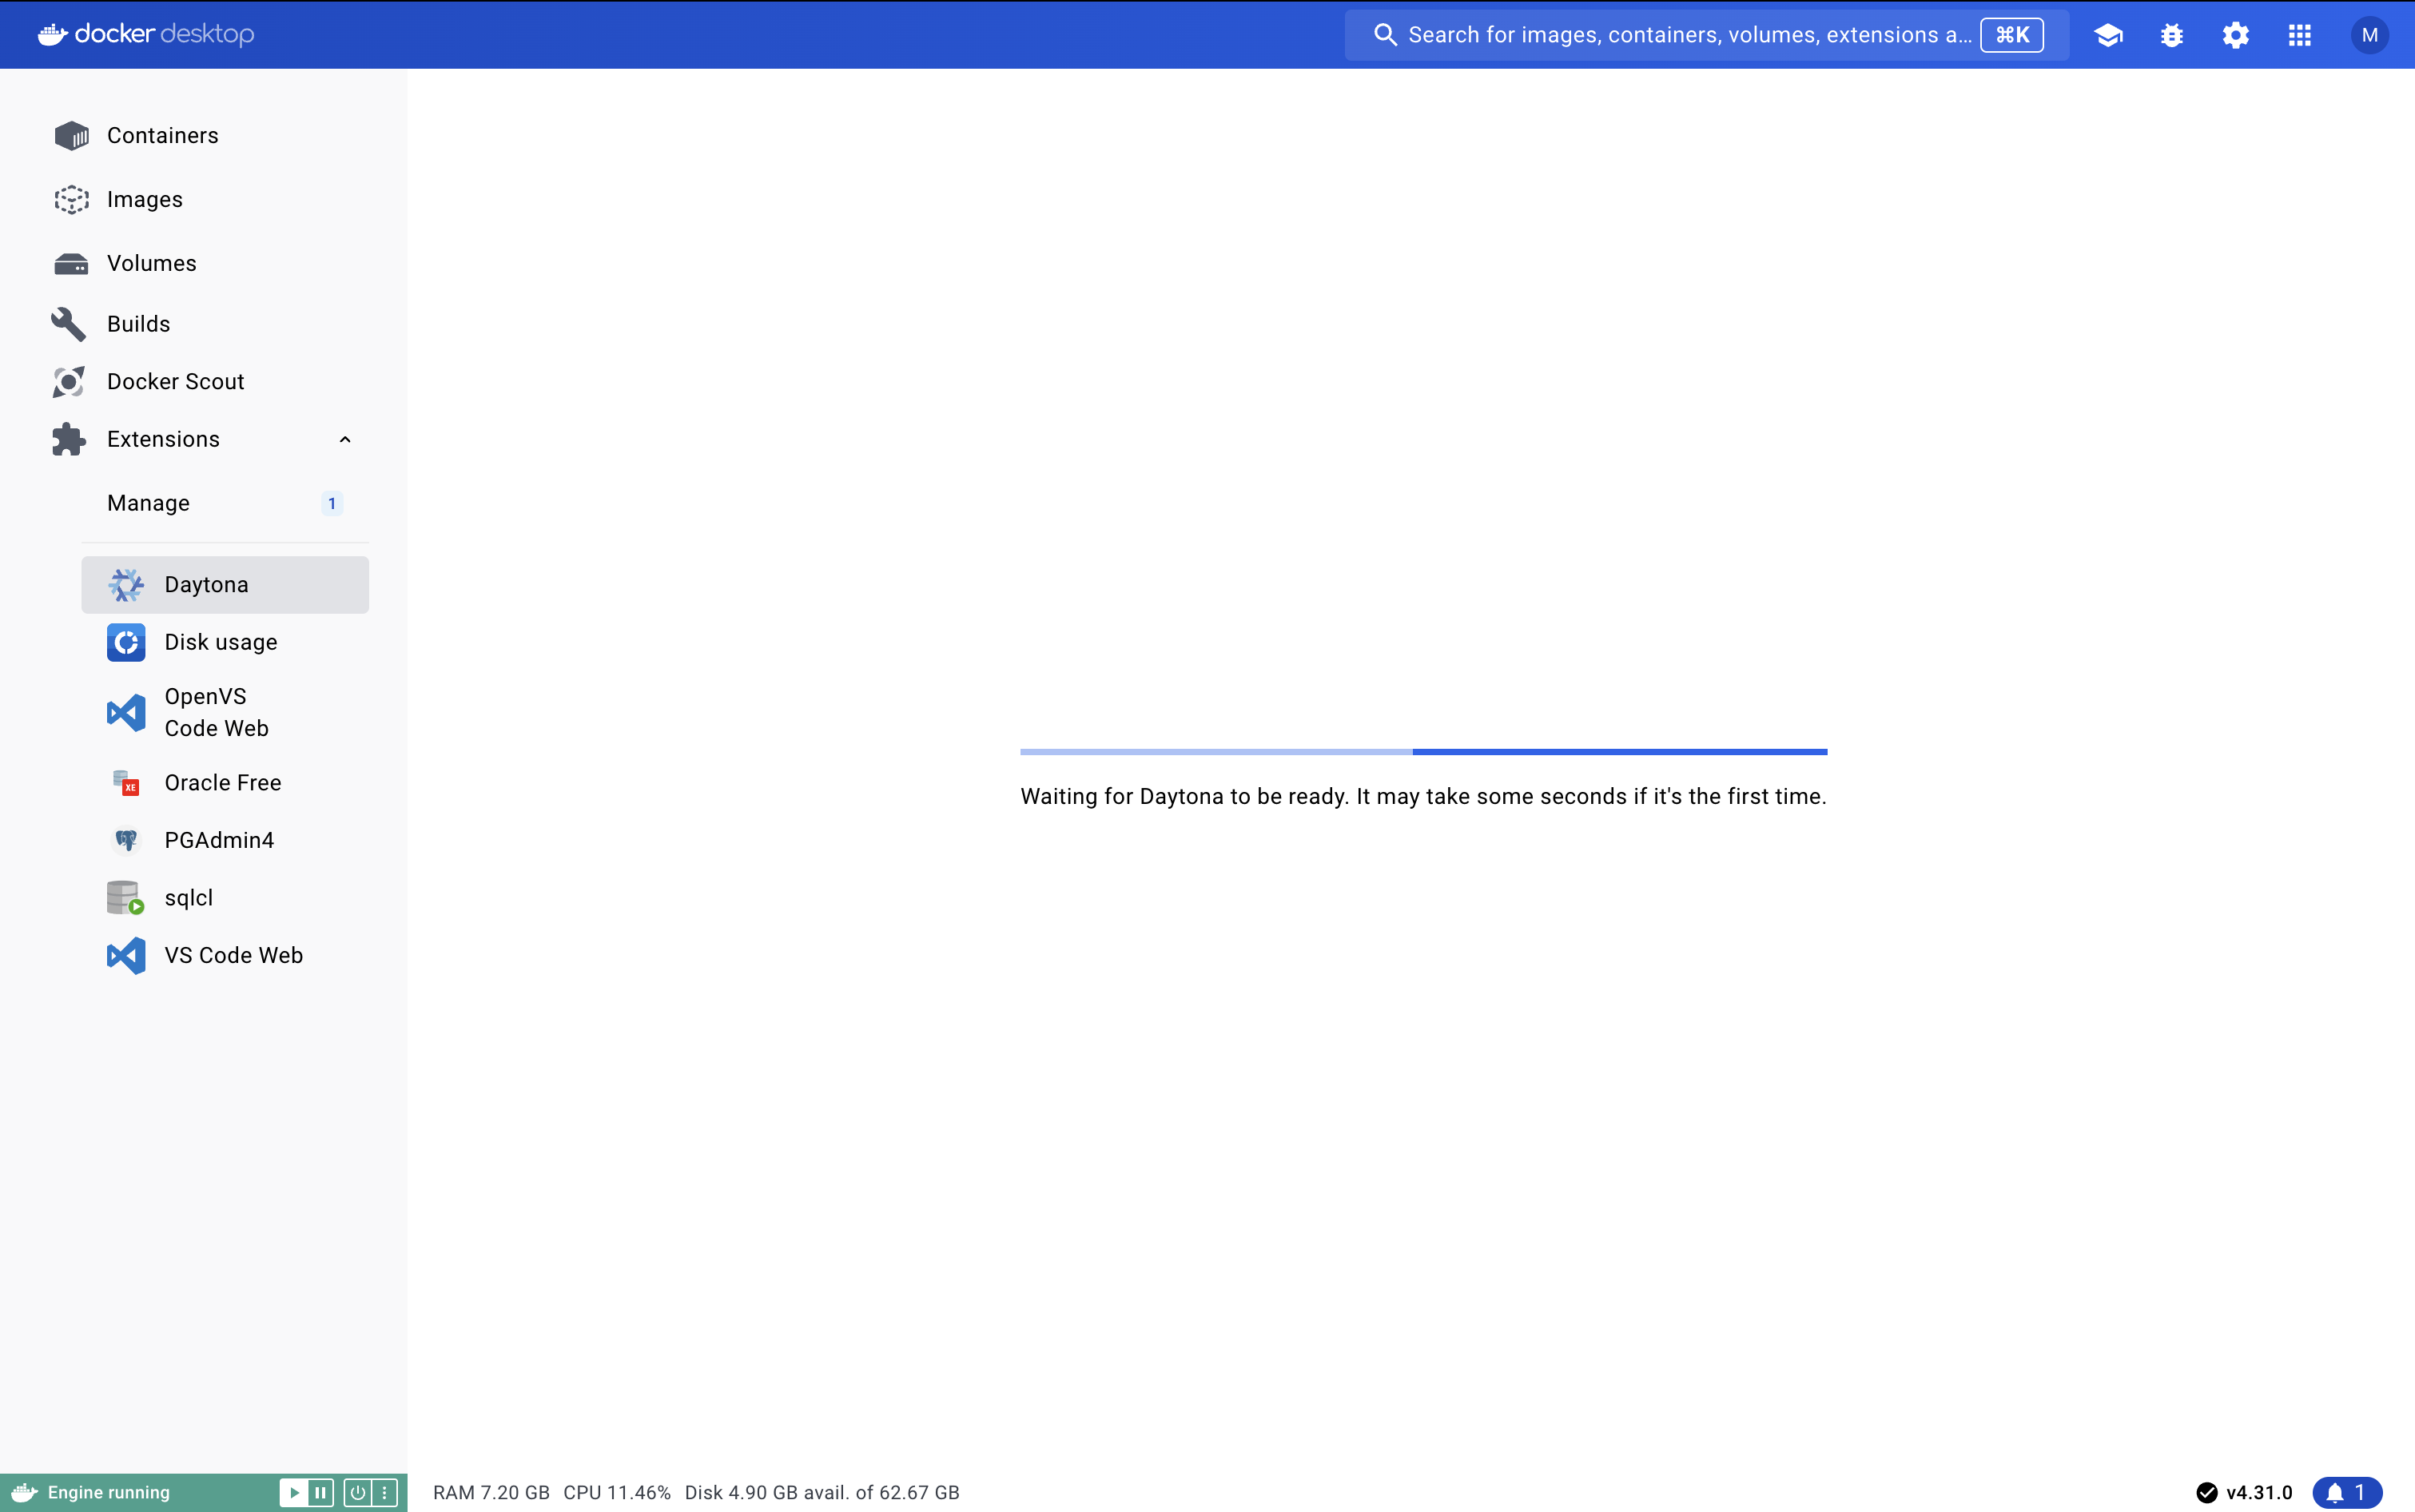 docker desktop
Search for images, containers, volumes, extensions a...
⌘K
M
Containers
Images
Volumes
Builds
Docker Scout
Extensions
Manage
1
Daytona
Disk usage
OpenVS
Code Web
Oracle Free
XE
PGAdmin4
sqlcl
VS Code Web
Waiting for Daytona to be ready. It may take some seconds if it's the first time.
Engine running
RAM 7.20 GB CPU 11.46% Disk 4.90 GB avail. of 62.67 GB
v4.31.0
1